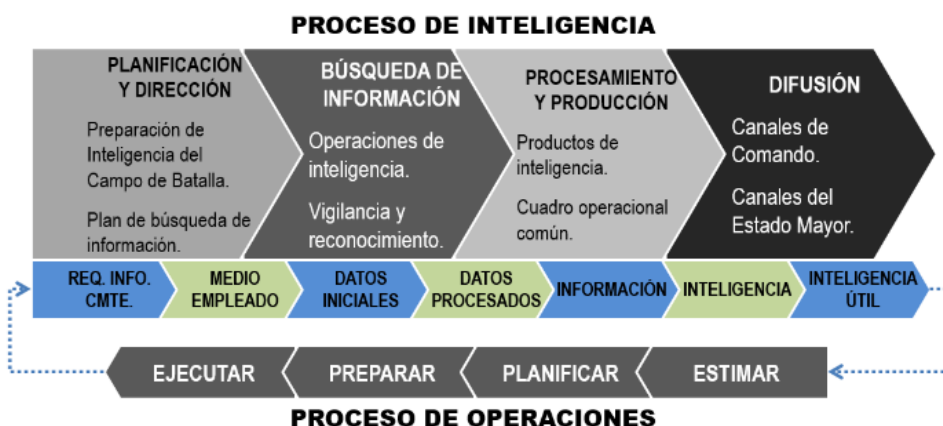 PROCESO DE INTELIGENCIA
PLANIFICACIÓN
Y DIRECCIÓN
Preparación de
Inteligencia del
Campo de Batalla.
Plan de búsqueda de
información.
BÚSQUEDA DE
INFORMACIÓN
Operaciones de
inteligencia.
Vigilancia y
reconocimiento.
PROCESAMIENTO
Y PRODUCCIÓN
Productos de
inteligencia.
Cuadro operacional
común.
DIFUSIÓN
Canales de
Comando.
Canales del
Estado Mayor.
REQ. INFO.
CMTE.
MEDIO
EMPLEADO
DATOS
INICIALES
DATOS
PROCESADOS
INFORMACIÓN
INTELIGENCIA
INTELIGENCIA
ÚTIL
EJECUTAR
PREPARAR
PLANIFICAR
ESTIMAR
PROCESO DE OPERACIONES